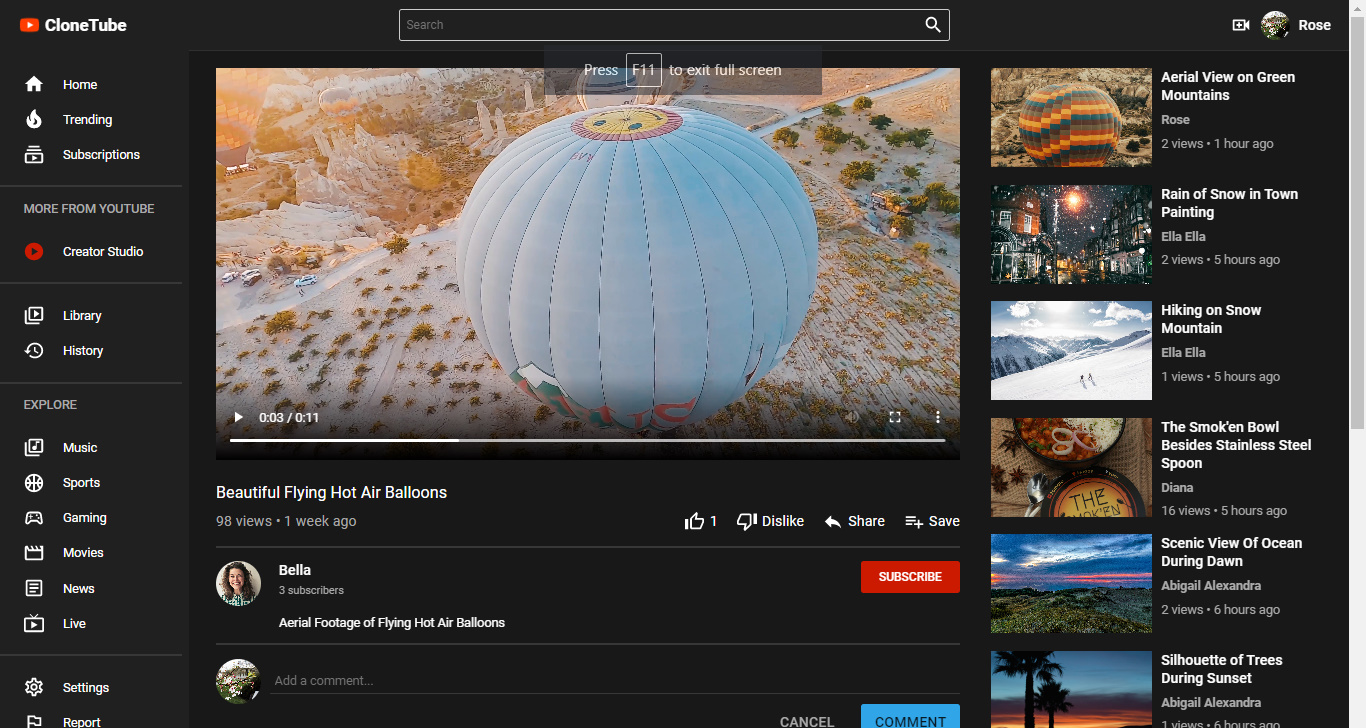 CloneTube
Search
Rose
Press F11 to exit full screen
Home
Trending
Subscriptions
MORE FROM YOUTUBE
Creator Studio
Library
History
EXPLORE
Music
Sports
Gaming
Movies
News
Live
Settings
Report
0:03 / 0:11
Beautiful Flying Hot Air Balloons
98 views • 1 week ago
1 Dislike Share Save
Bella
3 subscribers
SUBSCRIBE
Aerial Footage of Flying Hot Air Balloons
Add a comment...
CANCEL COMMENT
Aerial View on Green
Mountains
Rose
2 views • 1 hour ago
Rain of Snow in Town
Painting
Ella Ella
2 views • 5 hours ago
Hiking on Snow
Mountain
Ella Ella
1 views • 5 hours ago
THE
SMOK'EN
The Smok'en Bowl
Besides Stainless Steel
Spoon
Diana
16 views • 5 hours ago
Scenic View Of Ocean
During Dawn
Abigail Alexandra
2 views • 6 hours ago
Silhouette of Trees
During Sunset
Abigail Alexandra
1 views • 6 hours ago